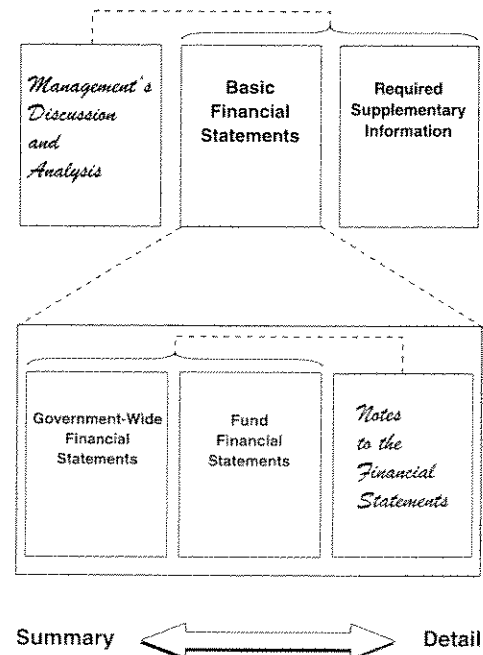 Management's
Discussion
and
Analysis
Basic
Financial
Statements
Required
Supplementary
Information
Government-Wide
Financial
Statements
Fund
Financial
Statements
Notes
to the
Financial
Statements
Summary
Detail